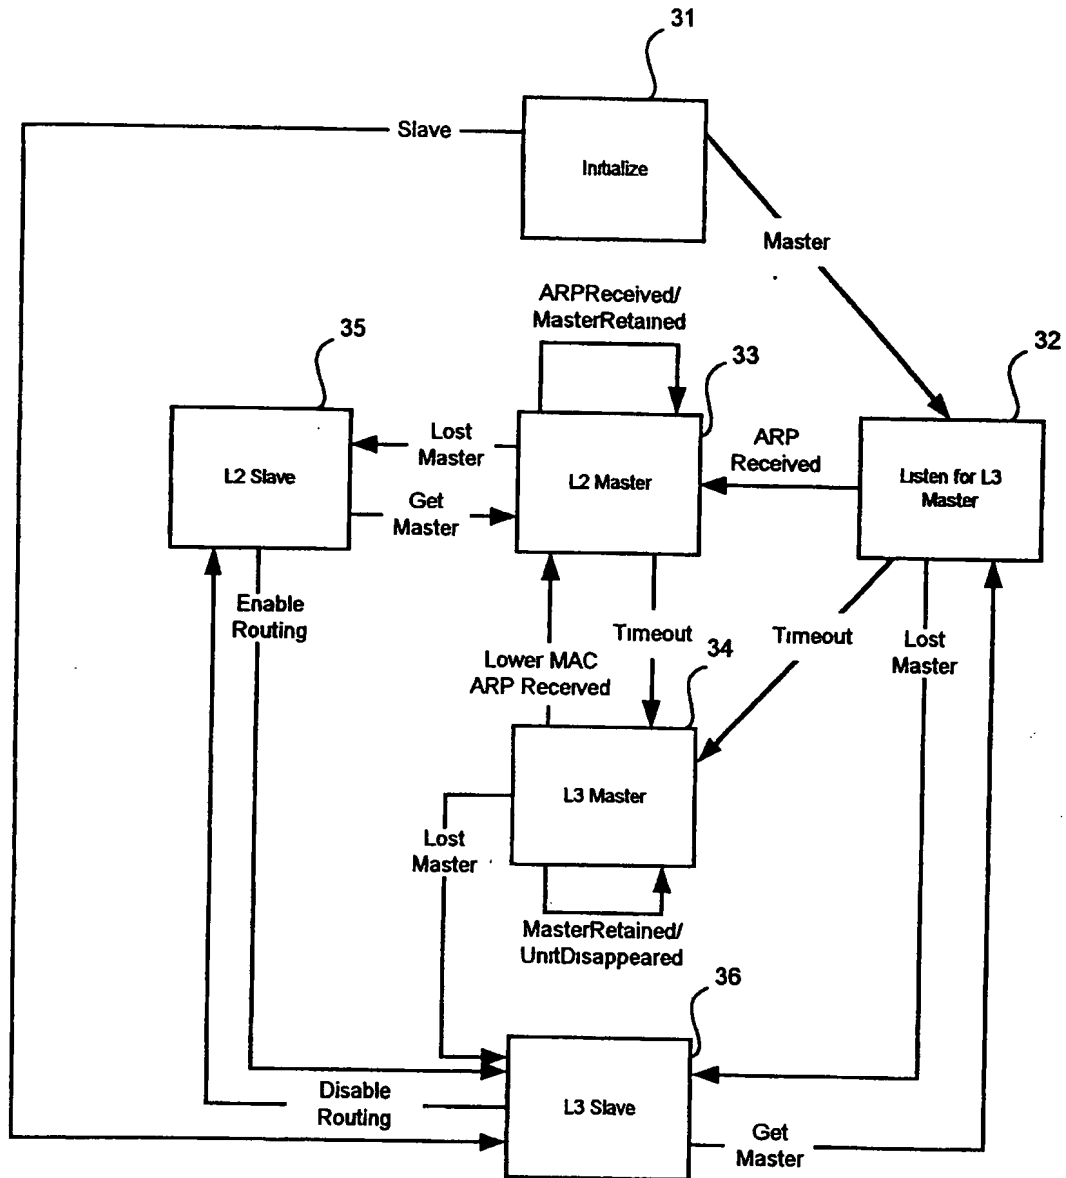 31
Slave
Initialize
Master
ARPReceived/
MasterRetained
35
33
32
Lost
Master
ARP
Received
L2 Slave
L2 Master
Listen for L3
Master
Get
Master
Enable
Routing
Timeout
Timeout
Lost
Master
34
Lower MAC
ARP Received
L3 Master
Lost
Master
MasterRetained/
UnitDisappeared
36
Disable
Routing
L3 Slave
Get
Master